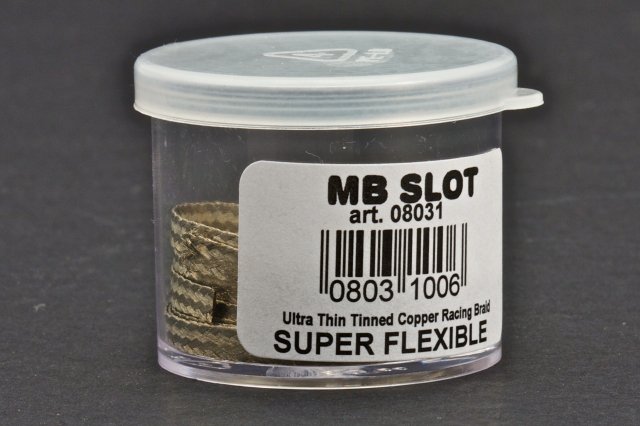 MB SLOT
art. 08031
0803 1006
Ultra Thin Tinned Copper Racing Braid
SUPER FLEXIBLE